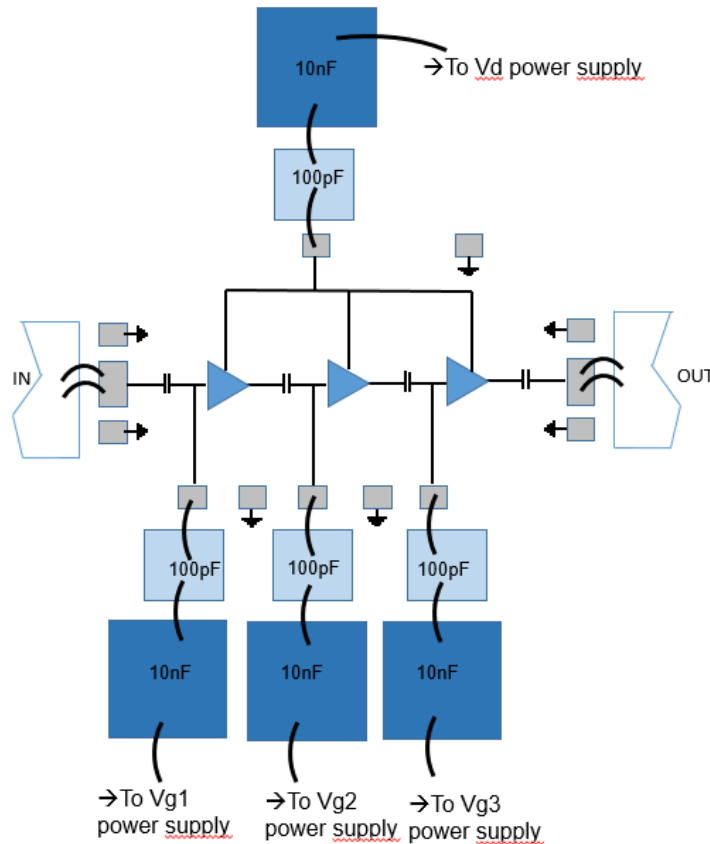 10nF
→To Vd power supply
100pF
IN
OUT
100pF
100pF
100pF
10nF
10nF
10nF
→To Vg1
power supply
→To Vg2
power supply
→To Vg3
power supply